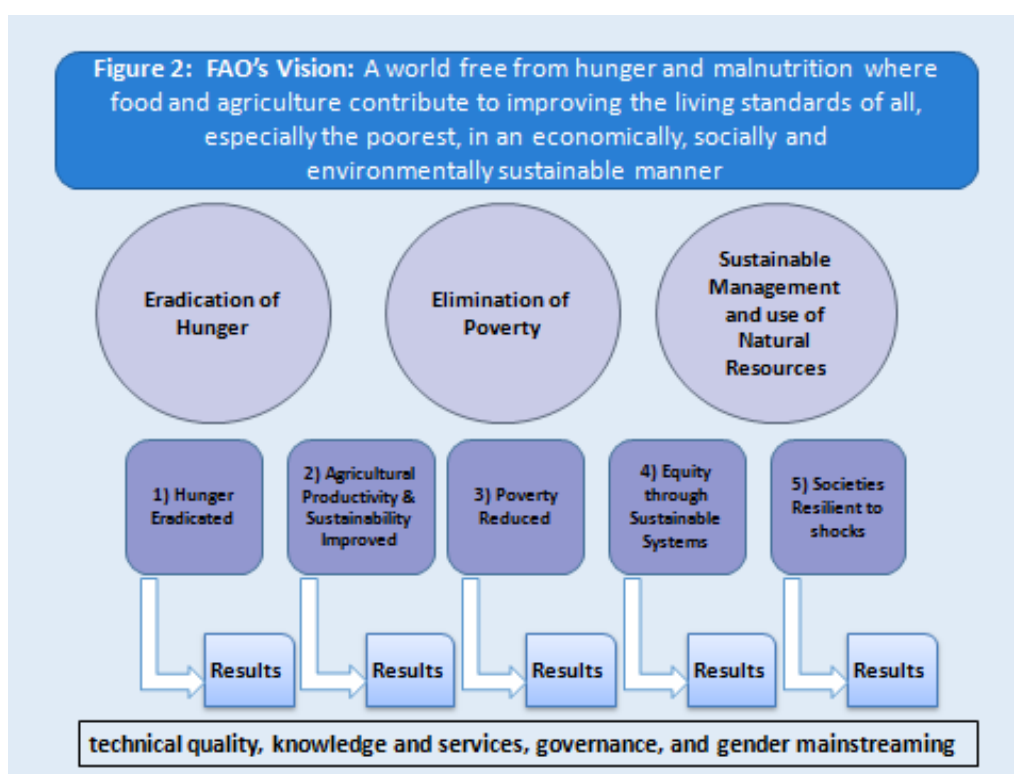 Figure 2: FAO's Vision: A world free from hunger and malnutrition where
food and agriculture contribute to improving the living standards of all,
especially the poorest, in an economically, socially and
environmentally sustainable manner
Eradication of
Hunger
Elimination of
Poverty
Sustainable
Management
and use of
Natural
Resources
1) Hunger
Eradicated
2) Agricultural
Productivity &
Sustainability
Improved
3) Poverty
Reduced
4) Equity
through
Sustainable
Systems
5) Societies
Resilient to
shocks
Results
Results
Results
Results
Results
technical quality, knowledge and services, governance, and gender mainstreaming